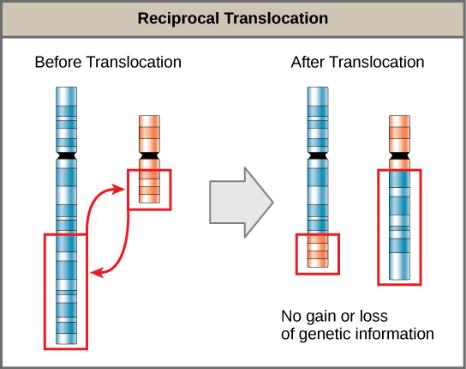 Reciprocal Translocation
Before Translocation
After Translocation
No gain or loss
of genetic information